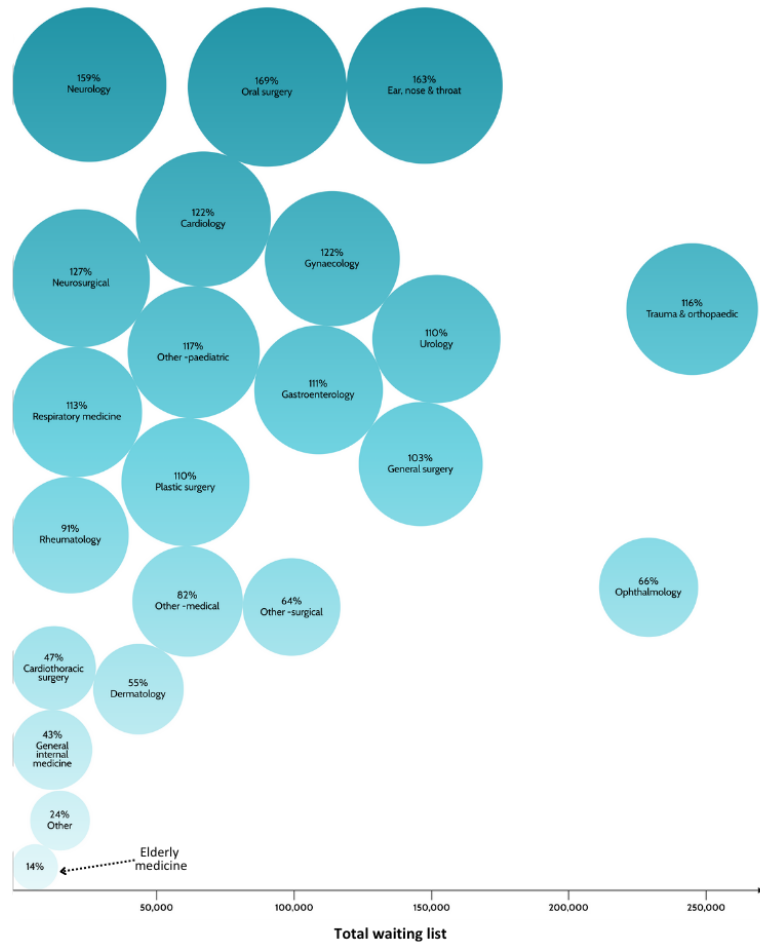 159%
Neurology
169%
Oral surgery
163%
Ear, nose & throat
122%
Cardiology
122%
Gynaecology
127%
Neurosurgical
116%
Trauma & orthopaedic
110%
Urology
117%
Other -paediatric
111%
Gastroenterology
113%
Respiratory medicine
103%
General surgery
110%
Plastic surgery
91%
Rheumatology
66%
Ophthalmology
82%
Other -medical
64%
Other -surgical
47%
Cardiothoracic
surgery
55%
Dermatology
43%
General
internal
medicine
24%
Other
Elderly
medicine
14%
50,000
100,000
150,000
200,000
250,000
Total waiting list